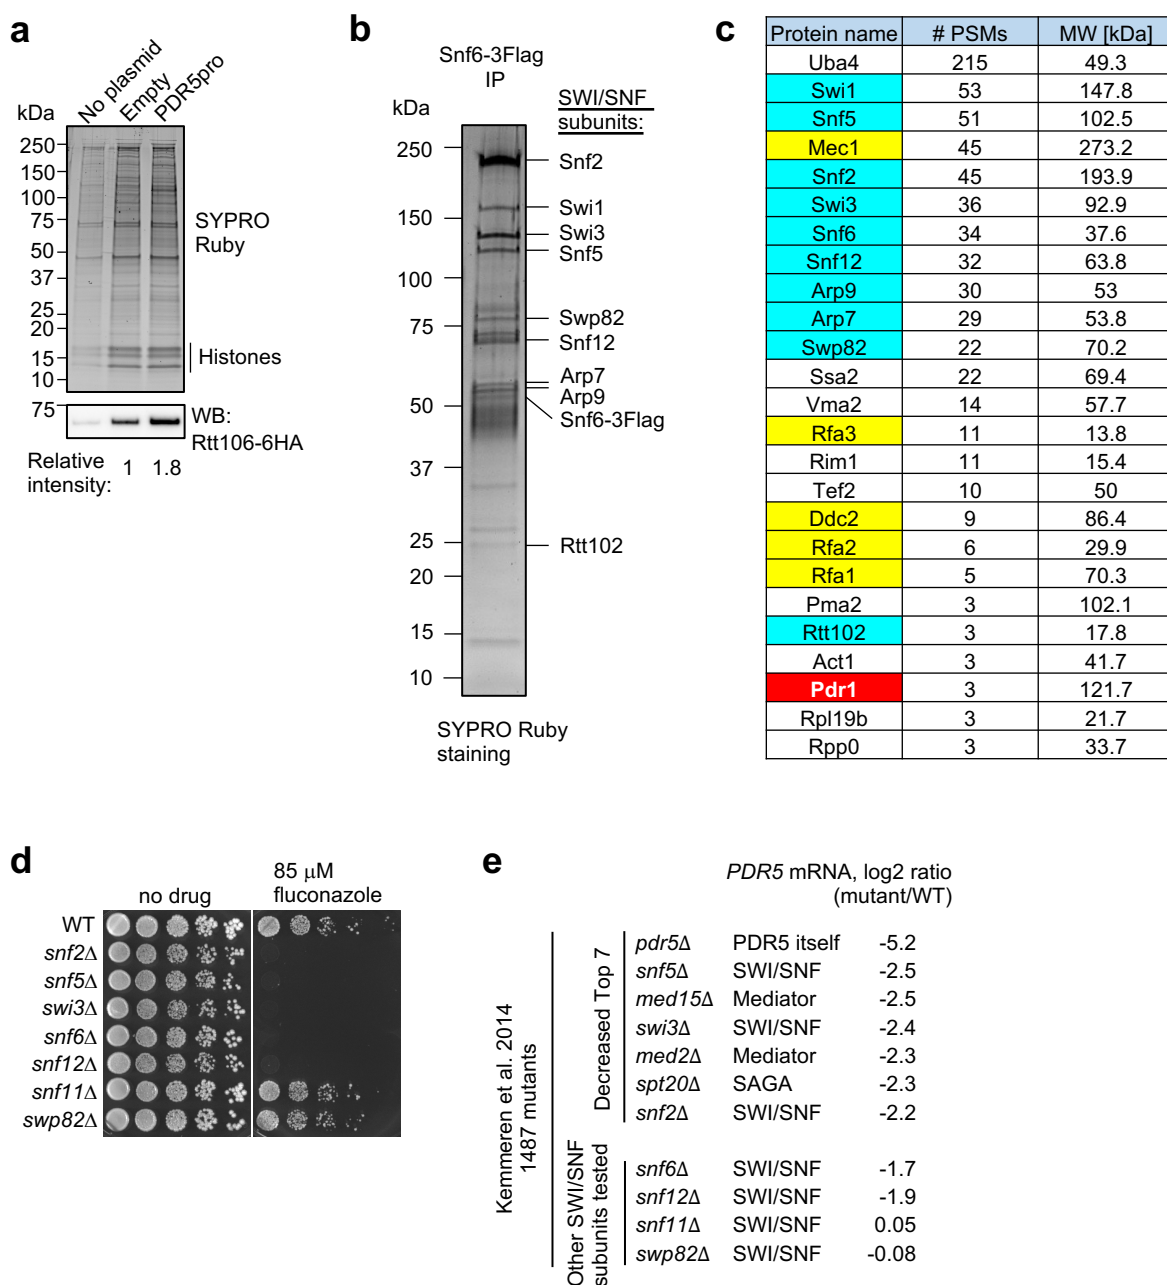 a
No plasmid
Empty
PDR5pro
kDa
250
150
100
75
50
37
25
20
15
10
SYPRO
Ruby
Histones
75
WB:
Rtt106-6HA
Relative
intensity:
1
1.8
b
Snf6-3Flag
IP
kDa
SWI/SNF
subunits:
250
150
100
75
50
37
25
20
15
10
Snf2
Swi1
Swi3
Snf5
Swp82
Snf12
Arp7
Arp9
Snf6-3Flag
Rtt102
SYPRO Ruby
staining
c
Protein name # PSMs MW [kDa]
Uba4 215 49.3
Swi1 53 147.8
Snf5 51 102.5
Mec1 45 273.2
Snf2 45 193.9
Swi3 36 92.9
Snf6 34 37.6
Snf12 32 63.8
Arp9 30 53
Arp7 29 53.8
Swp82 22 70.2
Ssa2 22 69.4
Vma2 14 57.7
Rfa3 11 13.8
Rim1 11 15.4
Tef2 10 50
Ddc2 9 86.4
Rfa2 6 29.9
Rfa1 5 70.3
Pma2 3 102.1
Rtt102 3 17.8
Act1 3 41.7
Pdr1 3 121.7
Rpl19b 3 21.7
Rpp0 3 33.7
d
no drug
85 μM
fluconazole
WT
snf2Δ
snf5Δ
swi3Δ
snf6Δ
snf12Δ
snf11Δ
swp82Δ
e
PDR5 mRNA, log2 ratio
(mutant/WT)
Kemmeren et al. 2014
1487 mutants
Decreased Top 7
pdr5Δ PDR5 itself -5.2
snf5Δ SWI/SNF -2.5
med15Δ Mediator -2.5
swi3Δ SWI/SNF -2.4
med2Δ Mediator -2.3
spt20Δ SAGA -2.3
snf2Δ SWI/SNF -2.2
Other SWI/SNF
subunits tested
snf6Δ SWI/SNF -1.7
snf12Δ SWI/SNF -1.9
snf11Δ SWI/SNF 0.05
swp82Δ SWI/SNF -0.08